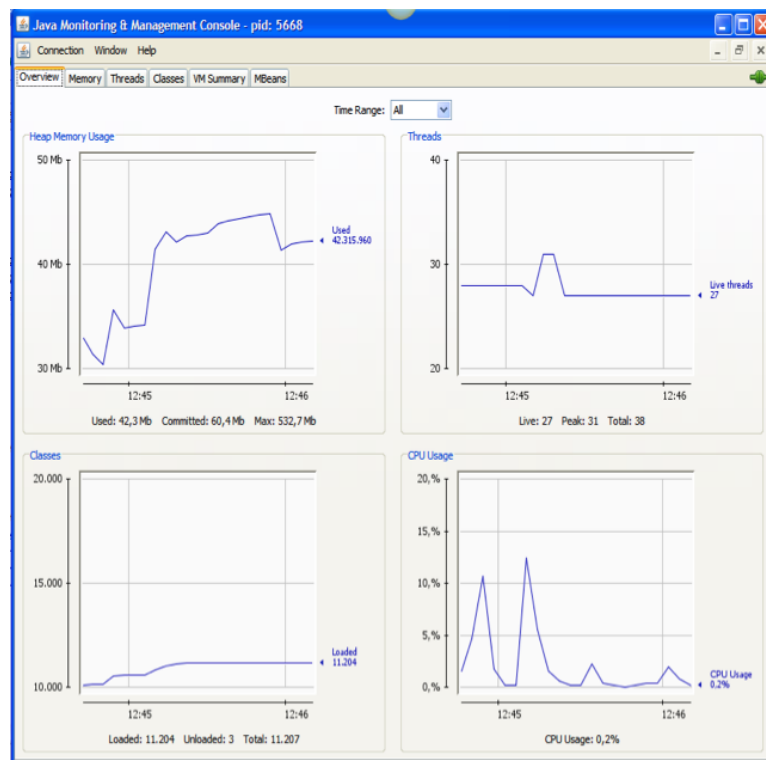 Java Monitoring & Management Console - pid: 5668
Connection Window Help
Overview Memory Threads Classes VM Summary MBeans
Time Range: All
Heap Memory Usage
50 Mb
40 Mb
30 Mb
Used
42.315.960
12:45 12:46
Used: 42,3 Mb Committed: 60,4 Mb Max: 532,7 Mb
Threads
40
30
20
Live threads
27
12:45 12:46
Live: 27 Peak: 31 Total: 38
Classes
20.000
15.000
10.000
Loaded
11.204
12:45 12:46
Loaded: 11.204 Unloaded: 3 Total: 11.207
CPU Usage
20,%
15,%
10,%
5,%
0,%
CPU Usage
0,2%
12:45 12:46
CPU Usage: 0,2%